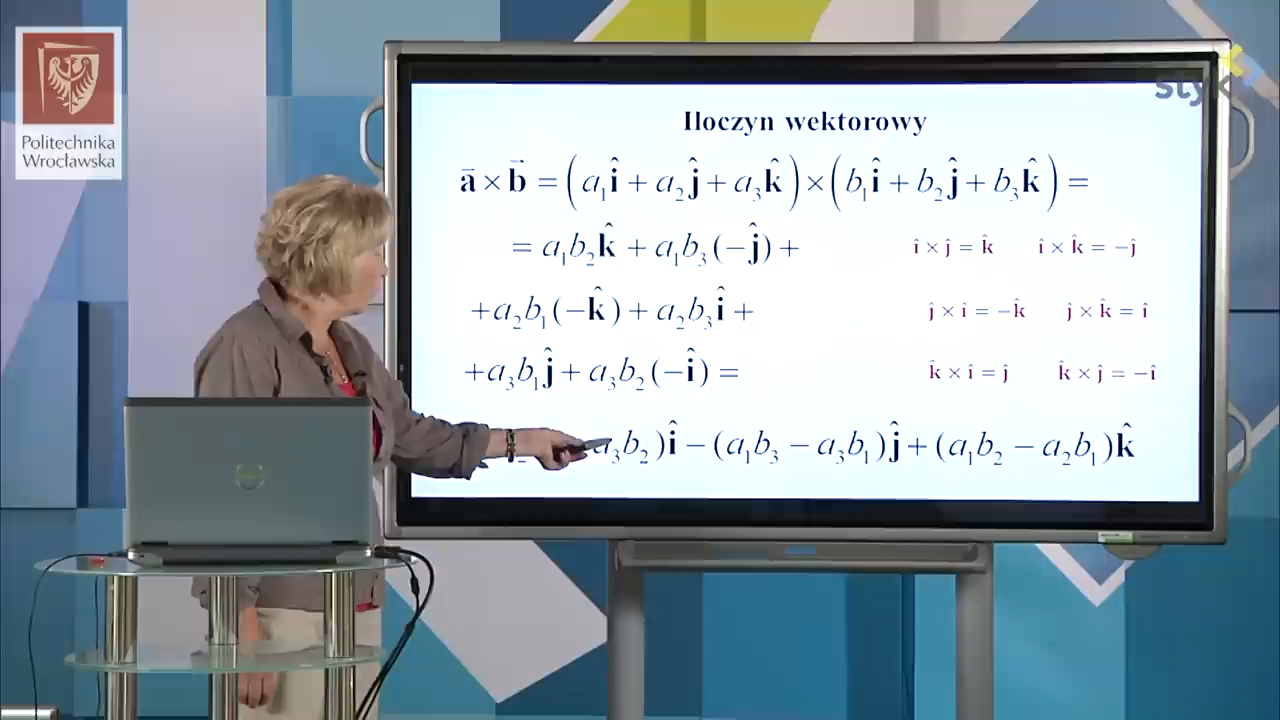 Politechnika
Wrocławska
styk
Iloczyn wektorowy
a⃗ × b⃗ = (a₁î + a₂ĵ + a₃k̂) × (b₁î + b₂ĵ + b₃k̂) =
= a₁b₂k̂ + a₁b₃(−ĵ) + î × ĵ = k̂ î × k̂ = −ĵ
+a₂b₁(−k̂) + a₂b₃î + ĵ × î = −k̂ ĵ × k̂ = î
+a₃b₁ĵ + a₃b₂(−î) = k̂ × î = ĵ k̂ × ĵ = −î
a₃b₂)î − (a₁b₃ − a₃b₁)ĵ + (a₁b₂ − a₂b₁)k̂